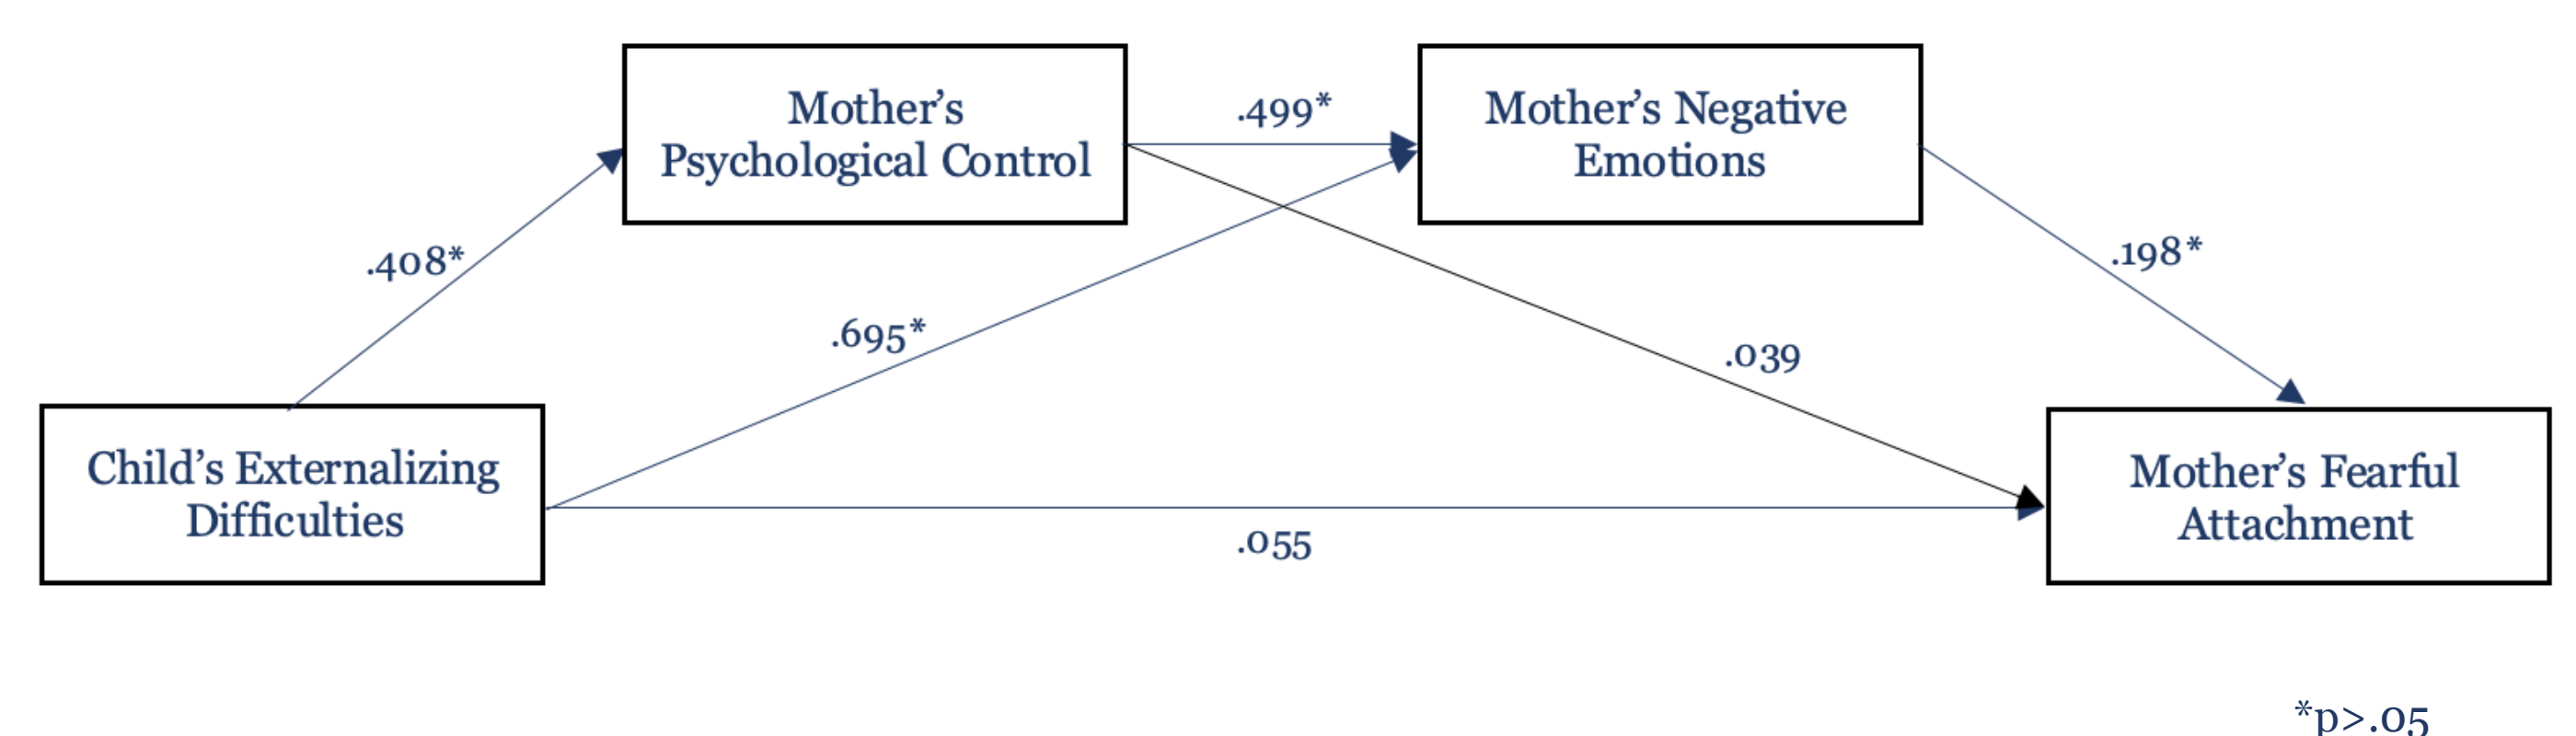 Mother’s
Psychological Control
.499*
Mother’s Negative
Emotions
.408*
.198*
.695*
.039
Child’s Externalizing
Difficulties
.055
Mother’s Fearful
Attachment
*p>.05